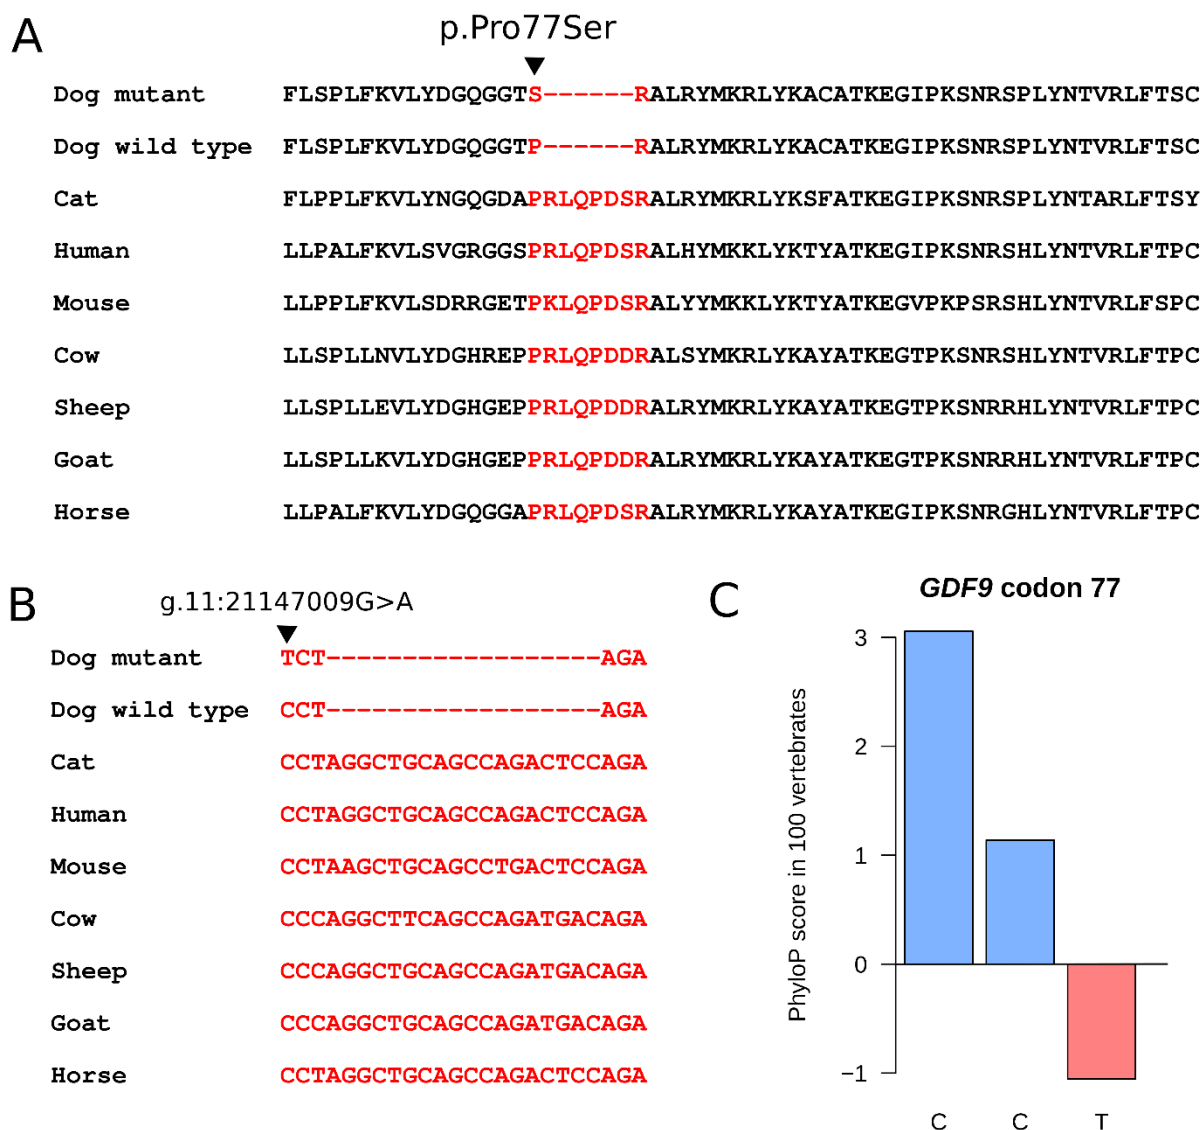 A
p.Pro77Ser
Dog mutant FLSPLFKVLYDGQGGTS------RALRYMKRLYKACATKEGIPKSNRSPLYNTVRLFTSC
Dog wild type FLSPLFKVLYDGQGGTP------RALRYMKRLYKACATKEGIPKSNRSPLYNTVRLFTSC
Cat FLPPLFKVLYNGQGDAPRLQPDSRALRYMKRLYKSFATKEGIPKSNRSPLYNTARLFTSY
Human LLPALFKVLSVGRGGSPRLQPDSRALHYMKKLYKTYATKEGIPKSNRSHLYNTVRLFTPC
Mouse LLPPLFKVLSDRRGETPKLQPDSRALYYMKKLYKTYATKEGVPKPSRSHLYNTVRLFSPC
Cow LLSPLLNVLYDGHREPPRLQPDDRALSYMKRLYKAYATKEGTPKSNRSHLYNTVRLFTPC
Sheep LLSPLLEVLYDGHGEPPRLQPDDRALRYMKRLYKAYATKEGTPKSNRRHLYNTVRLFTPC
Goat LLSPLLKVLYDGHGEPPRLQPDDRALRYMKRLYKAYATKEGTPKSNRRHLYNTVRLFTPC
Horse LLPALFKVLYDGQGGAPRLQPDSRALRYMKRLYKAYATKEGIPKSNRGHLYNTVRLFTPC
B
g.11:21147009G>A
Dog mutant TCT------------------AGA
Dog wild type CCT------------------AGA
Cat CCTAGGCTGCAGCCAGACTCCAGA
Human CCTAGGCTGCAGCCAGACTCCAGA
Mouse CCTAAGCTGCAGCCTGACTCCAGA
Cow CCCAGGCTTCAGCCAGATGACAGA
Sheep CCCAGGCTGCAGCCAGATGACAGA
Goat CCCAGGCTGCAGCCAGATGACAGA
Horse CCTAGGCTGCAGCCAGACTCCAGA
C
GDF9 codon 77
PhyloP score in 100 vertebrates
3
2
1
0
−1
C C T